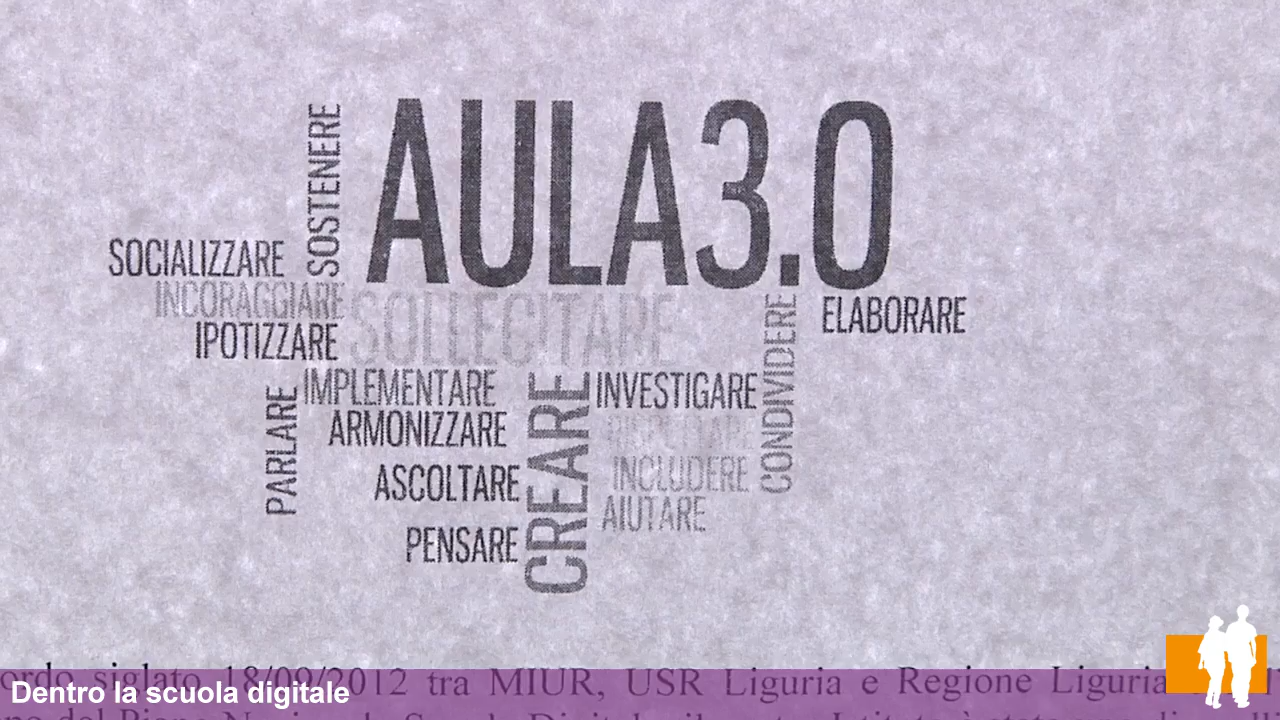 AULA3.0
SOSTENERE
SOCIALIZZARE
INCORAGGIARE
SOLLECITARE
ELABORARE
IPOTIZZARE
CONDIVIDERE
IMPLEMENTARE
INVESTIGARE
PARLARE
CREARE
ARMONIZZARE
ASCOLTARE
INCLUDERE
AIUTARE
PENSARE
siglato 18/09/2012 tra MIUR, USR Liguria e Regione Liguria
Dentro la scuola digitale